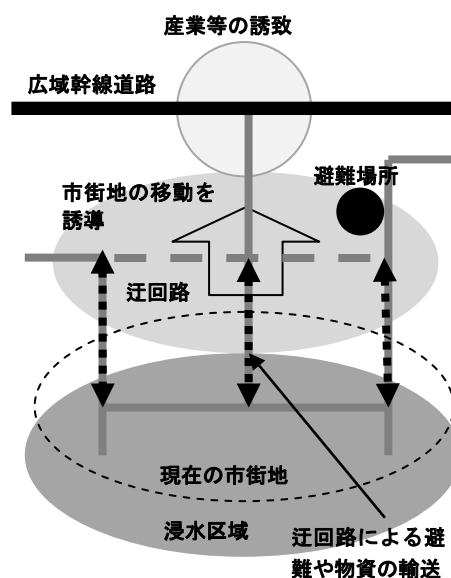 産業等の誘致
広域幹線道路
避難場所
市街地の移動を
誘導
迂回路
現在の市街地
浸水区域
迂回路による避
難や物資の輸送